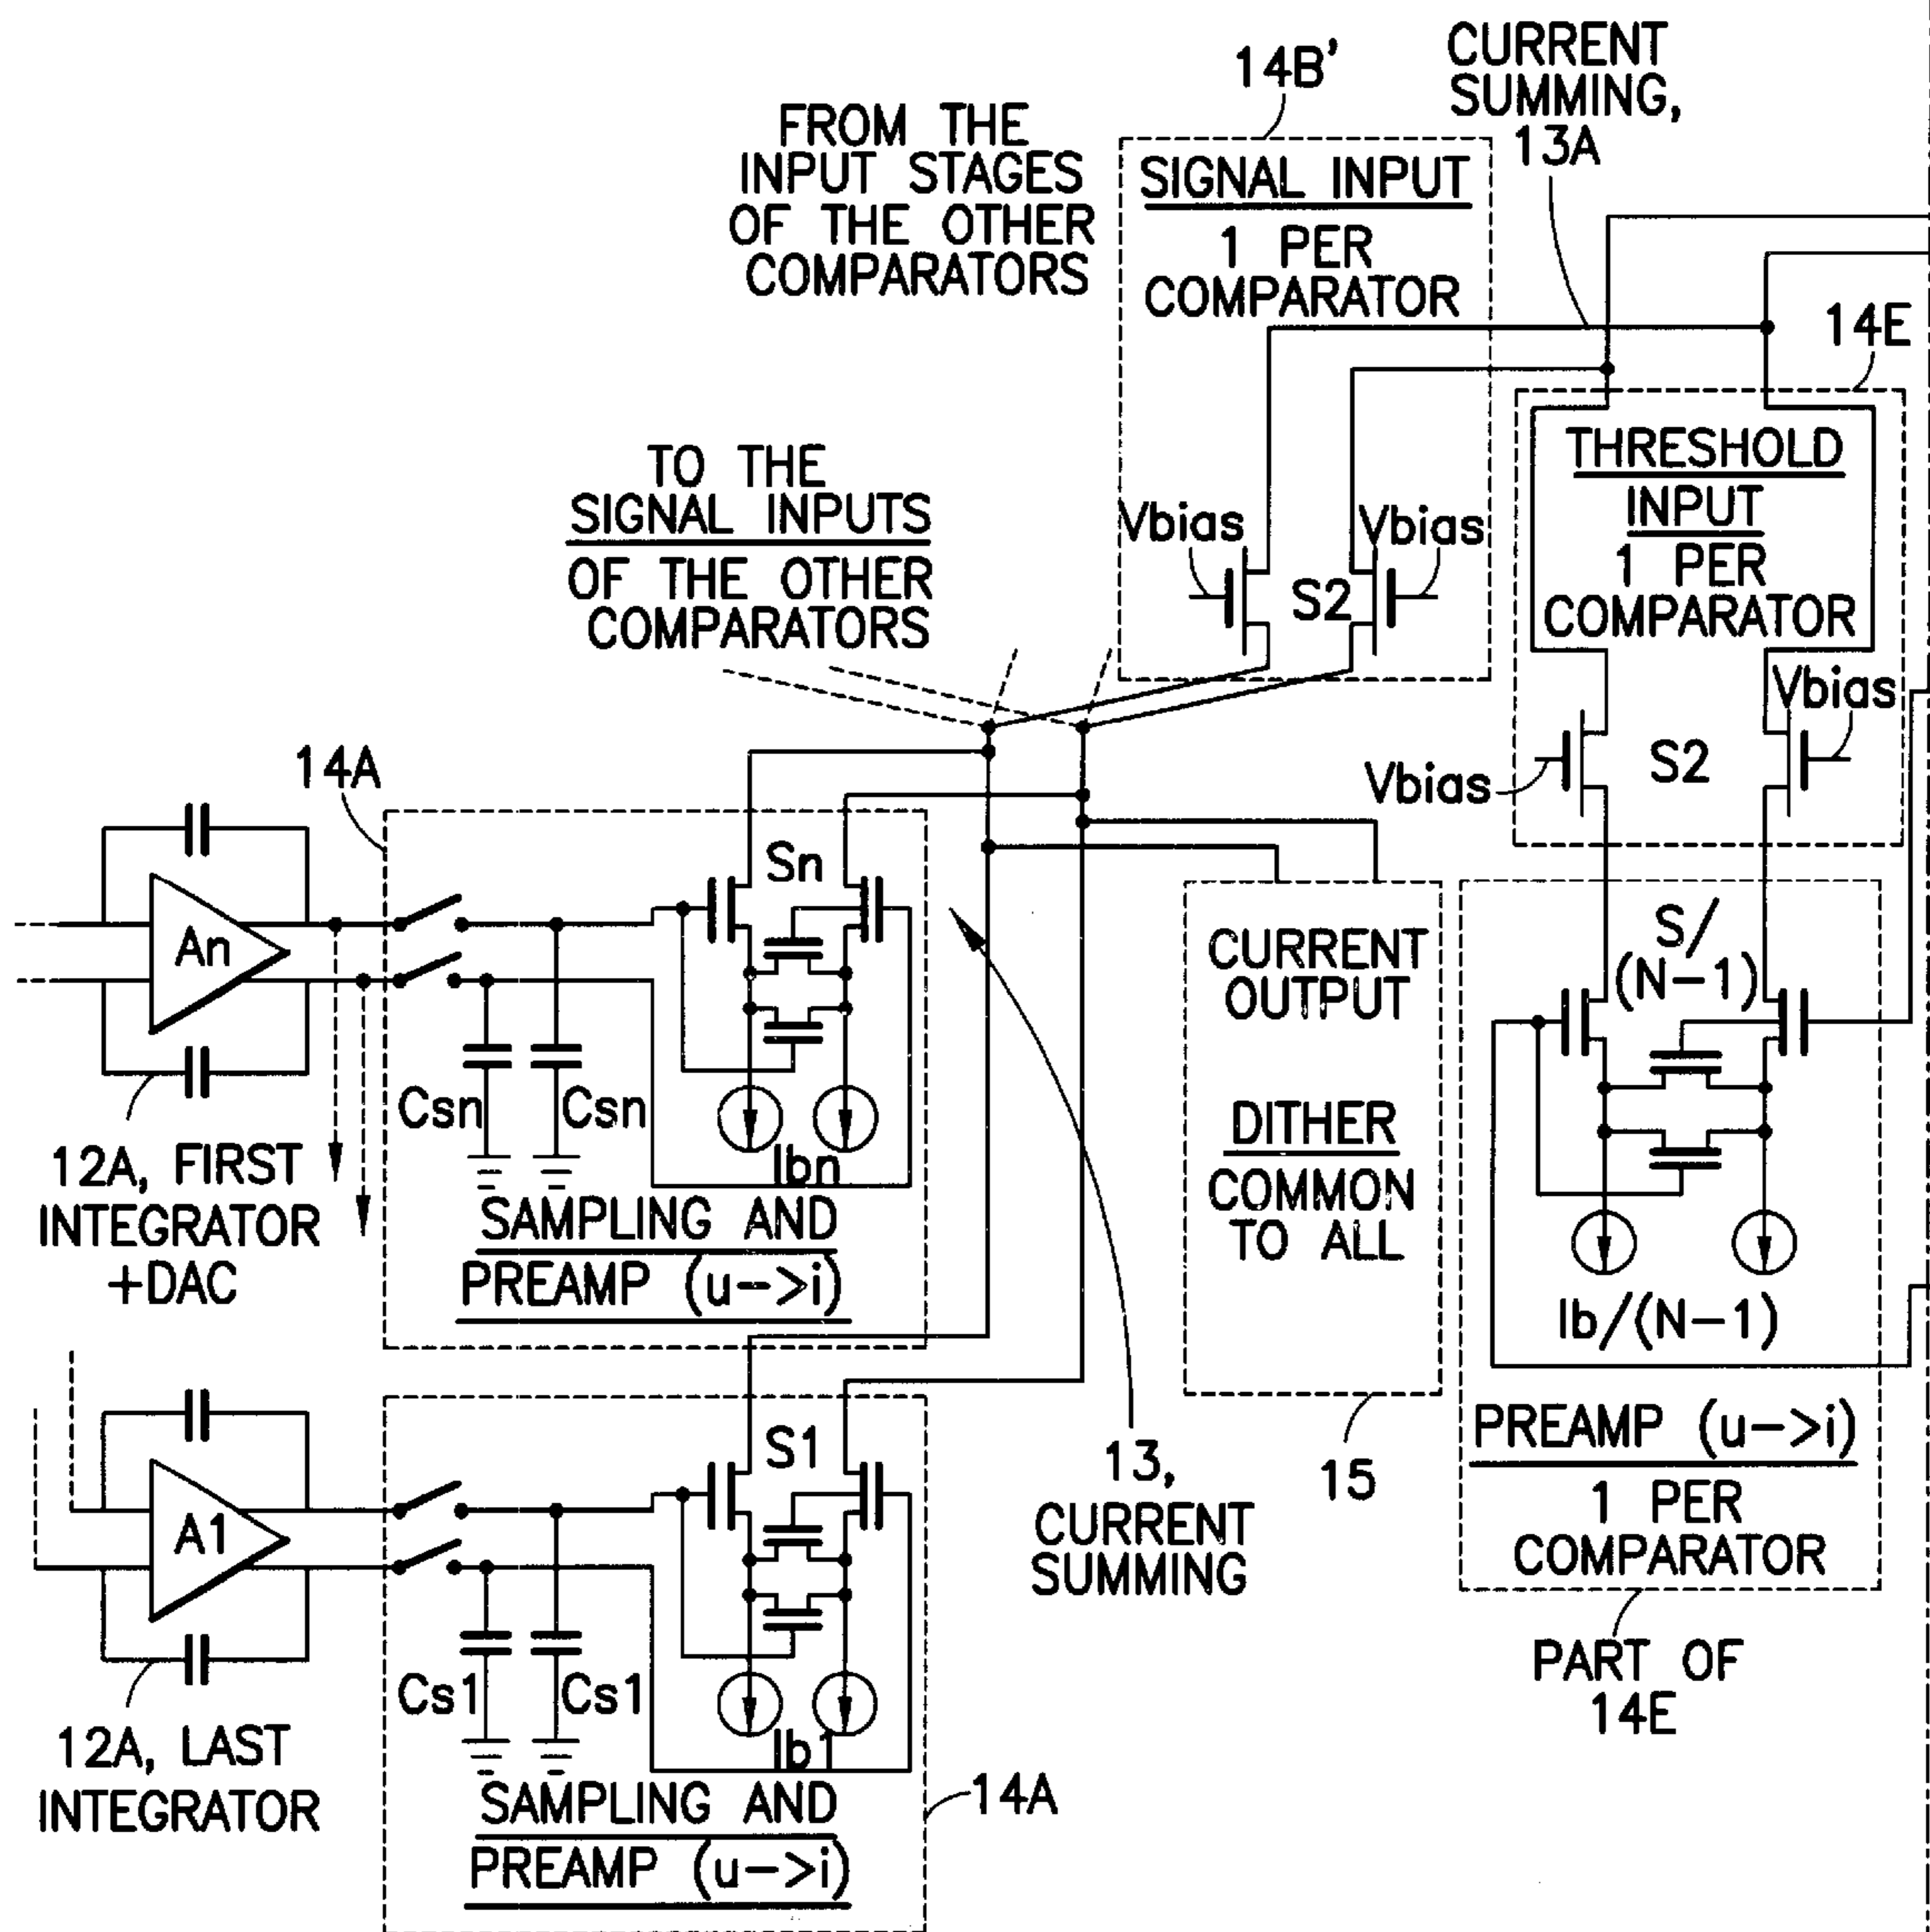 FROM THE
INPUT STAGES
OF THE OTHER
COMPARATORS
14B'
SIGNAL INPUT
1 PER
COMPARATOR
CURRENT
SUMMING,
13A
14E
TO THE
SIGNAL INPUTS
OF THE OTHER
COMPARATORS
Vbias
Vbias
S2
THRESHOLD
INPUT
1 PER
COMPARATOR
Vbias
S2
Vbias
14A
An
12A, FIRST
INTEGRATOR
+DAC
Sn
Csn
Csn
Ibn
SAMPLING AND
PREAMP (u->i)
CURRENT
OUTPUT
DITHER
COMMON
TO ALL
15
S/
(N-1)
Ib/(N-1)
PREAMP (u->i)
1 PER
COMPARATOR
PART OF
14E
13,
CURRENT
SUMMING
A1
12A, LAST
INTEGRATOR
S1
Cs1
Cs1
Ib1
SAMPLING AND
PREAMP (u->i)
14A